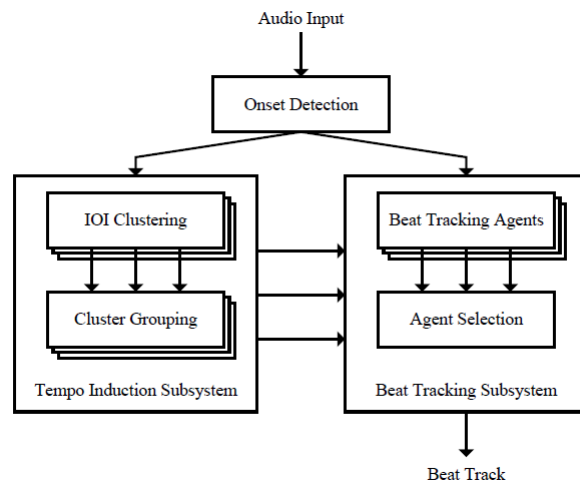 Audio Input
Onset Detection
IOI Clustering
Cluster Grouping
Tempo Induction Subsystem
Beat Tracking Agents
Agent Selection
Beat Tracking Subsystem
Beat Track